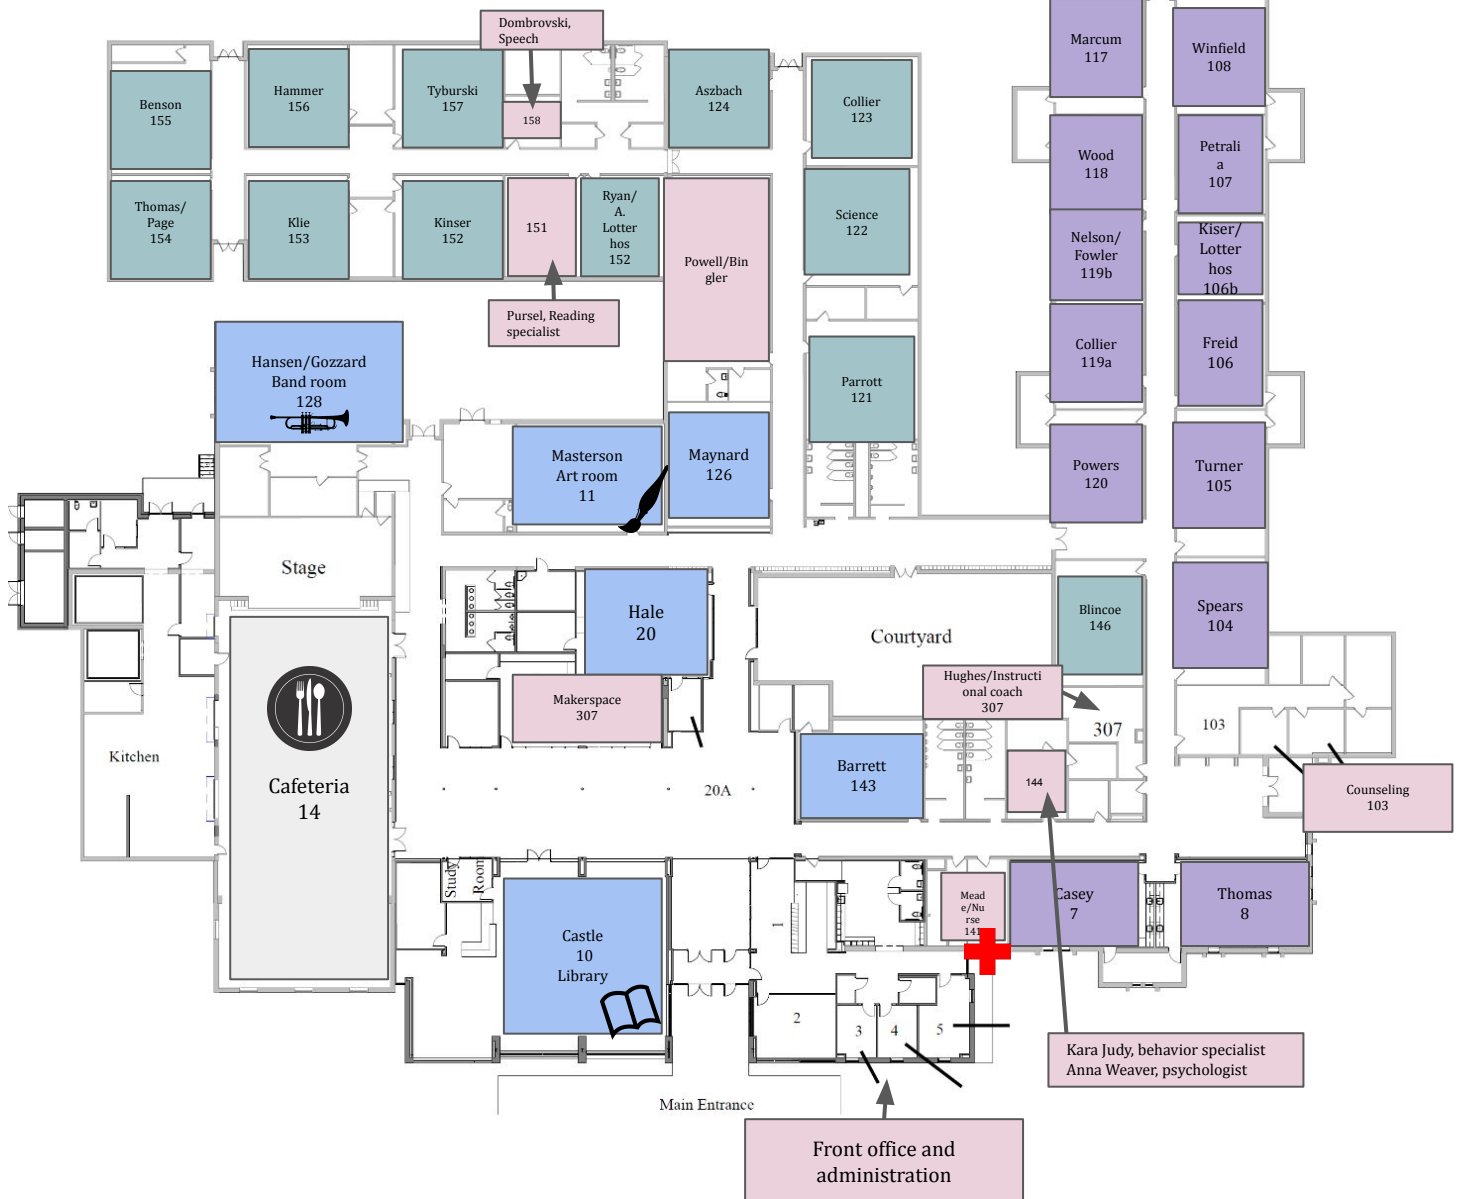 Dombrovski,
Speech
Marcum
117
Winfield
108
Benson
155
Hammer
156
Tyburski
157
158
Aszbach
124
Collier
123
Wood
118
Petrali
a
107
Thomas/
Page
154
Klie
153
Kinser
152
151
Ryan/
A.
Lotter
hos
152
Powell/Bin
gler
Science
122
Nelson/
Fowler
119b
Kiser/
Lotter
hos
106b
Pursel, Reading
specialist
Hansen/Gozzard
Band room
128
Parrott
121
Collier
119a
Freid
106
Masterson
Art room
11
Maynard
126
Powers
120
Turner
105
Stage
Hale
20
Courtyard
Blincoe
146
Spears
104
Makerspace
307
Hughes/Instructi
onal coach
307
307
103
Kitchen
Cafeteria
14
20A
Barrett
143
144
Counseling
103
Study
Room
Castle
10
Library
1
2
3
4
5
Mead
e/Nu
rse
141
Casey
7
Thomas
8
Kara Judy, behavior specialist
Anna Weaver, psychologist
Main Entrance
Front office and
administration